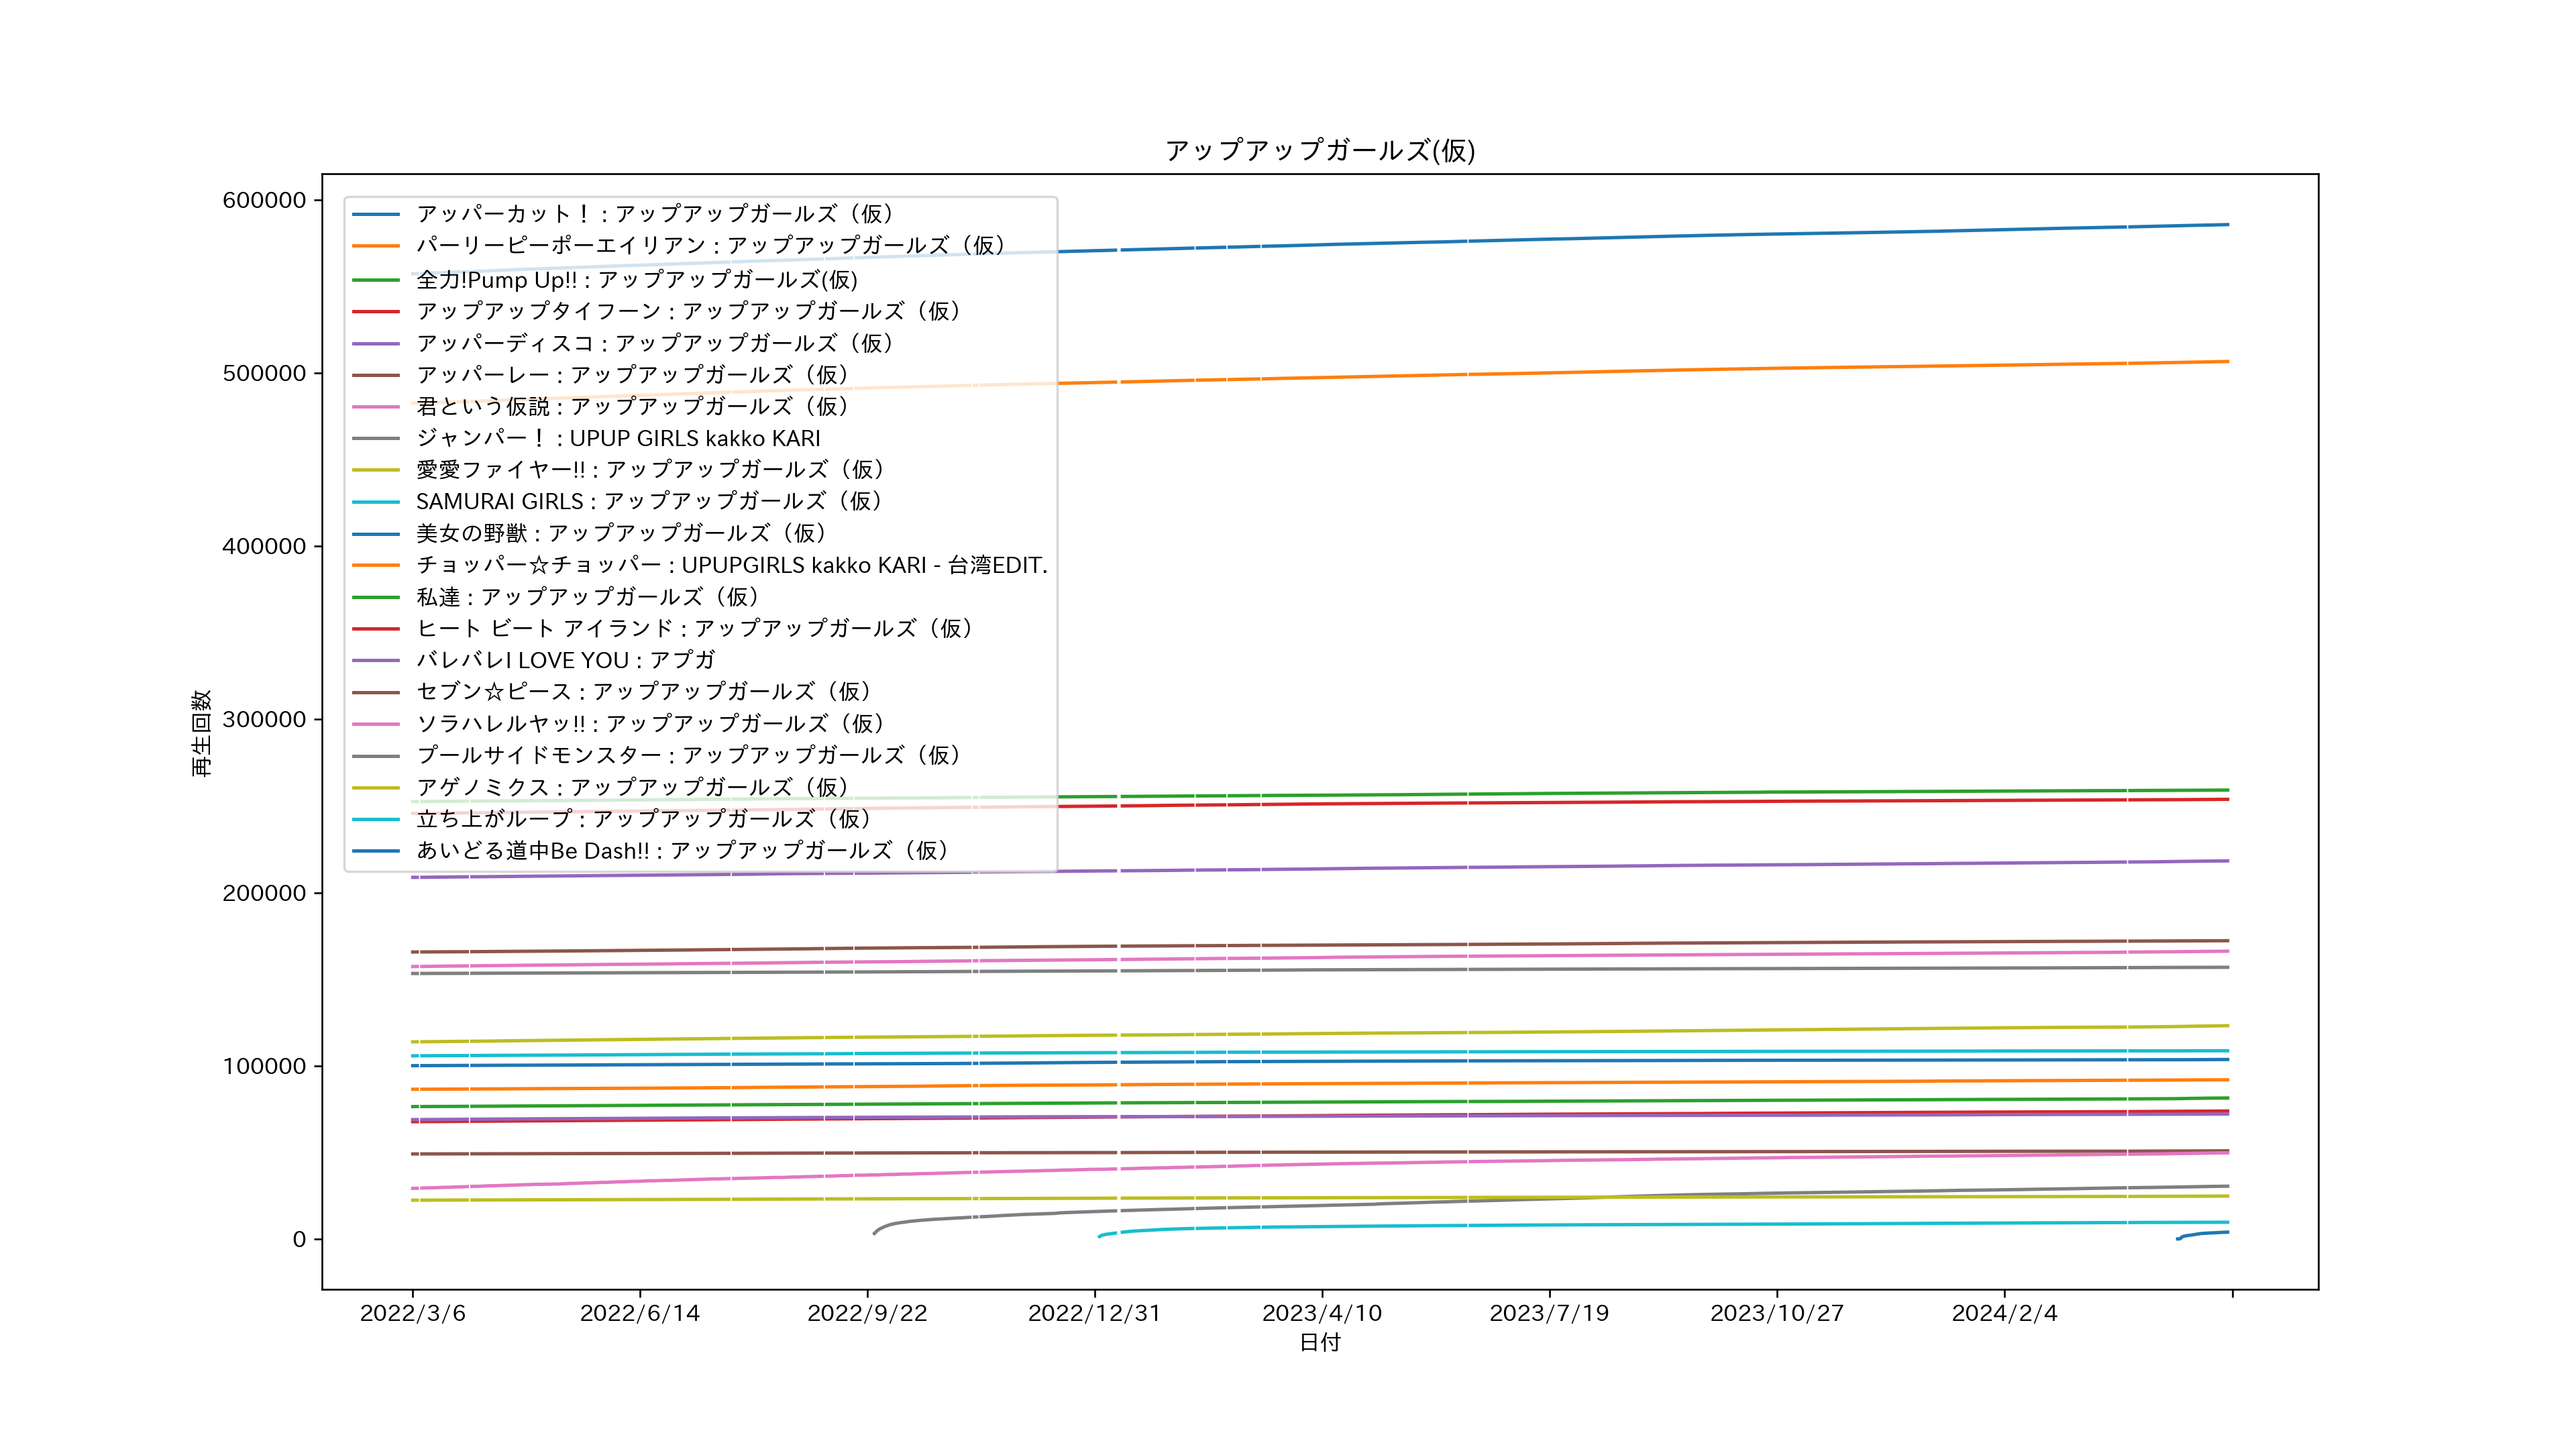 アップアップガールズ(仮)
600000
500000
400000
300000
200000
100000
0
再生回数
アッパーカット！ : アップアップガールズ（仮）
パーリーピーポーエイリアン : アップアップガールズ（仮）
全力!Pump Up!! : アップアップガールズ(仮)
アップアップタイフーン : アップアップガールズ（仮）
アッパーディスコ : アップアップガールズ（仮）
アッパーレー : アップアップガールズ（仮）
君という仮説 : アップアップガールズ（仮）
ジャンパー！ : UPUP GIRLS kakko KARI
愛愛ファイヤー!! : アップアップガールズ（仮）
SAMURAI GIRLS : アップアップガールズ（仮）
美女の野獣 : アップアップガールズ（仮）
チョッパー☆チョッパー : UPUPGIRLS kakko KARI - 台湾EDIT.
私達 : アップアップガールズ（仮）
ヒート ビート アイランド : アップアップガールズ（仮）
バレバレI LOVE YOU : アプガ
セブン☆ピース : アップアップガールズ（仮）
ソラハレルヤッ!! : アップアップガールズ（仮）
プールサイドモンスター : アップアップガールズ（仮）
アゲノミクス : アップアップガールズ（仮）
立ち上がループ : アップアップガールズ（仮）
あいどる道中Be Dash!! : アップアップガールズ（仮）
2022/3/6
2022/6/14
2022/9/22
2022/12/31
2023/4/10
2023/7/19
2023/10/27
2024/2/4
日付